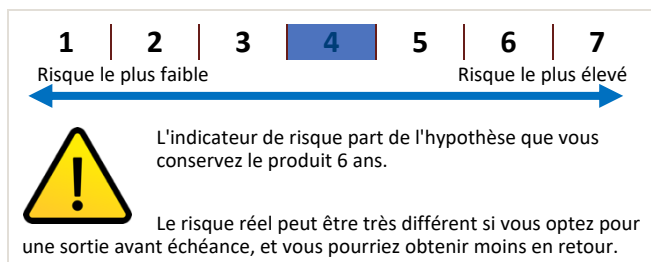 1 2 3 4 5 6 7
Risque le plus faible Risque le plus élevé
L'indicateur de risque part de l'hypothèse que vous
conservez le produit 6 ans.
Le risque réel peut être très différent si vous optez pour
une sortie avant échéance, et vous pourriez obtenir moins en retour.